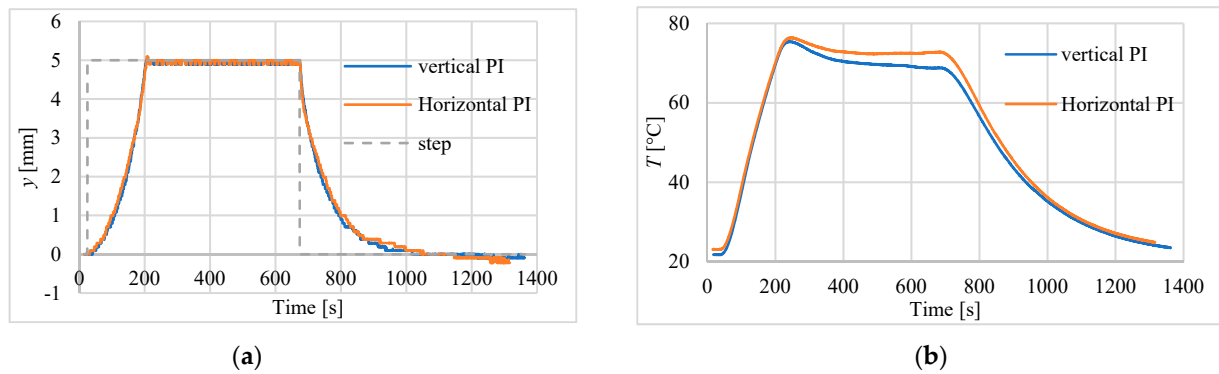 6
5
4
3
2
1
0
-1
y [mm]
vertical PI
Horizontal PI
step
0 200 400 600 800 1000 1200 1400
Time [s]
(a)
80
60
40
20
T [°C]
vertical PI
Horizontal PI
0 200 400 600 800 1000 1200 1400
Time [s]
(b)